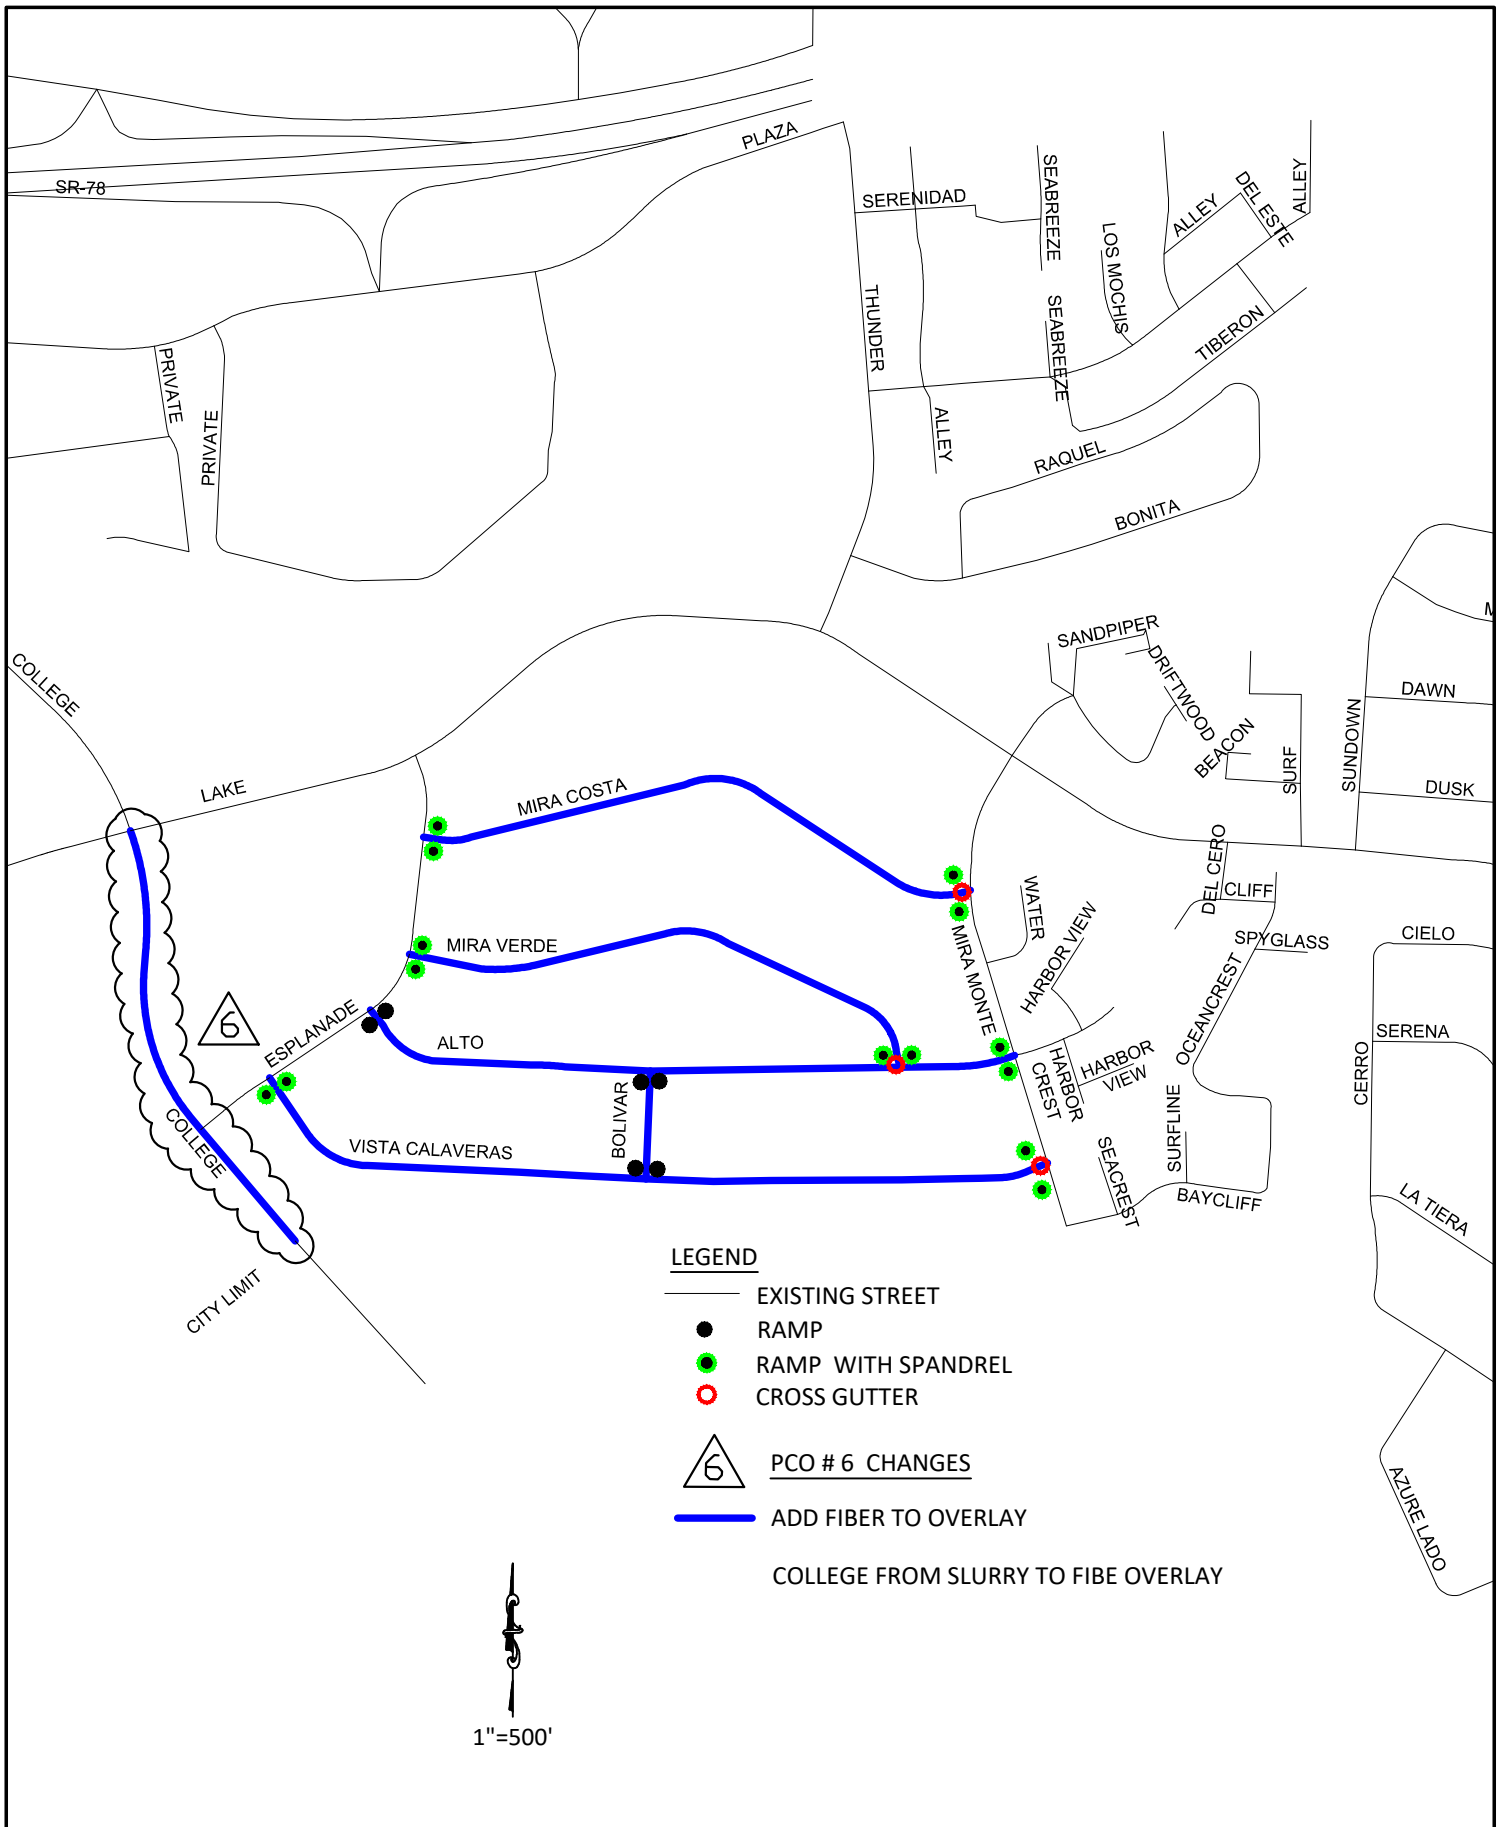 PLAZA
SR-78
SERENIDAD
SEABREEZE
ALLEY
DEL ESTE
ALLEY
LOS MOCHIS
THUNDER
SEABREEZE
TIBERON
PRIVATE
PRIVATE
ALLEY
RAQUEL
BONITA
SANDPIPER
DRIFTWOOD
COLLEGE
DAWN
SUNDOWN
BEACON
SURF
DUSK
LAKE
MIRA COSTA
DEL CERO
CLIFF
WATER
HARBOR VIEW
MIRA MONTE
MIRA VERDE
SPYGLASS
CIELO
OCEANCREST
6
ESPLANADE
ALTO
SERENA
CERRO
HARBOR
CREST
HARBOR
VIEW
BOLIVAR
COLLEGE
VISTA CALAVERAS
SURFLINE
SEACREST
BAYCLIFF
LA TIERA
CITY LIMIT
LEGEND
EXISTING STREET
RAMP
RAMP WITH SPANDREL
CROSS GUTTER
6 PCO # 6 CHANGES
ADD FIBER TO OVERLAY
COLLEGE FROM SLURRY TO FIBE OVERLAY
AZURE LADO
1"=500'